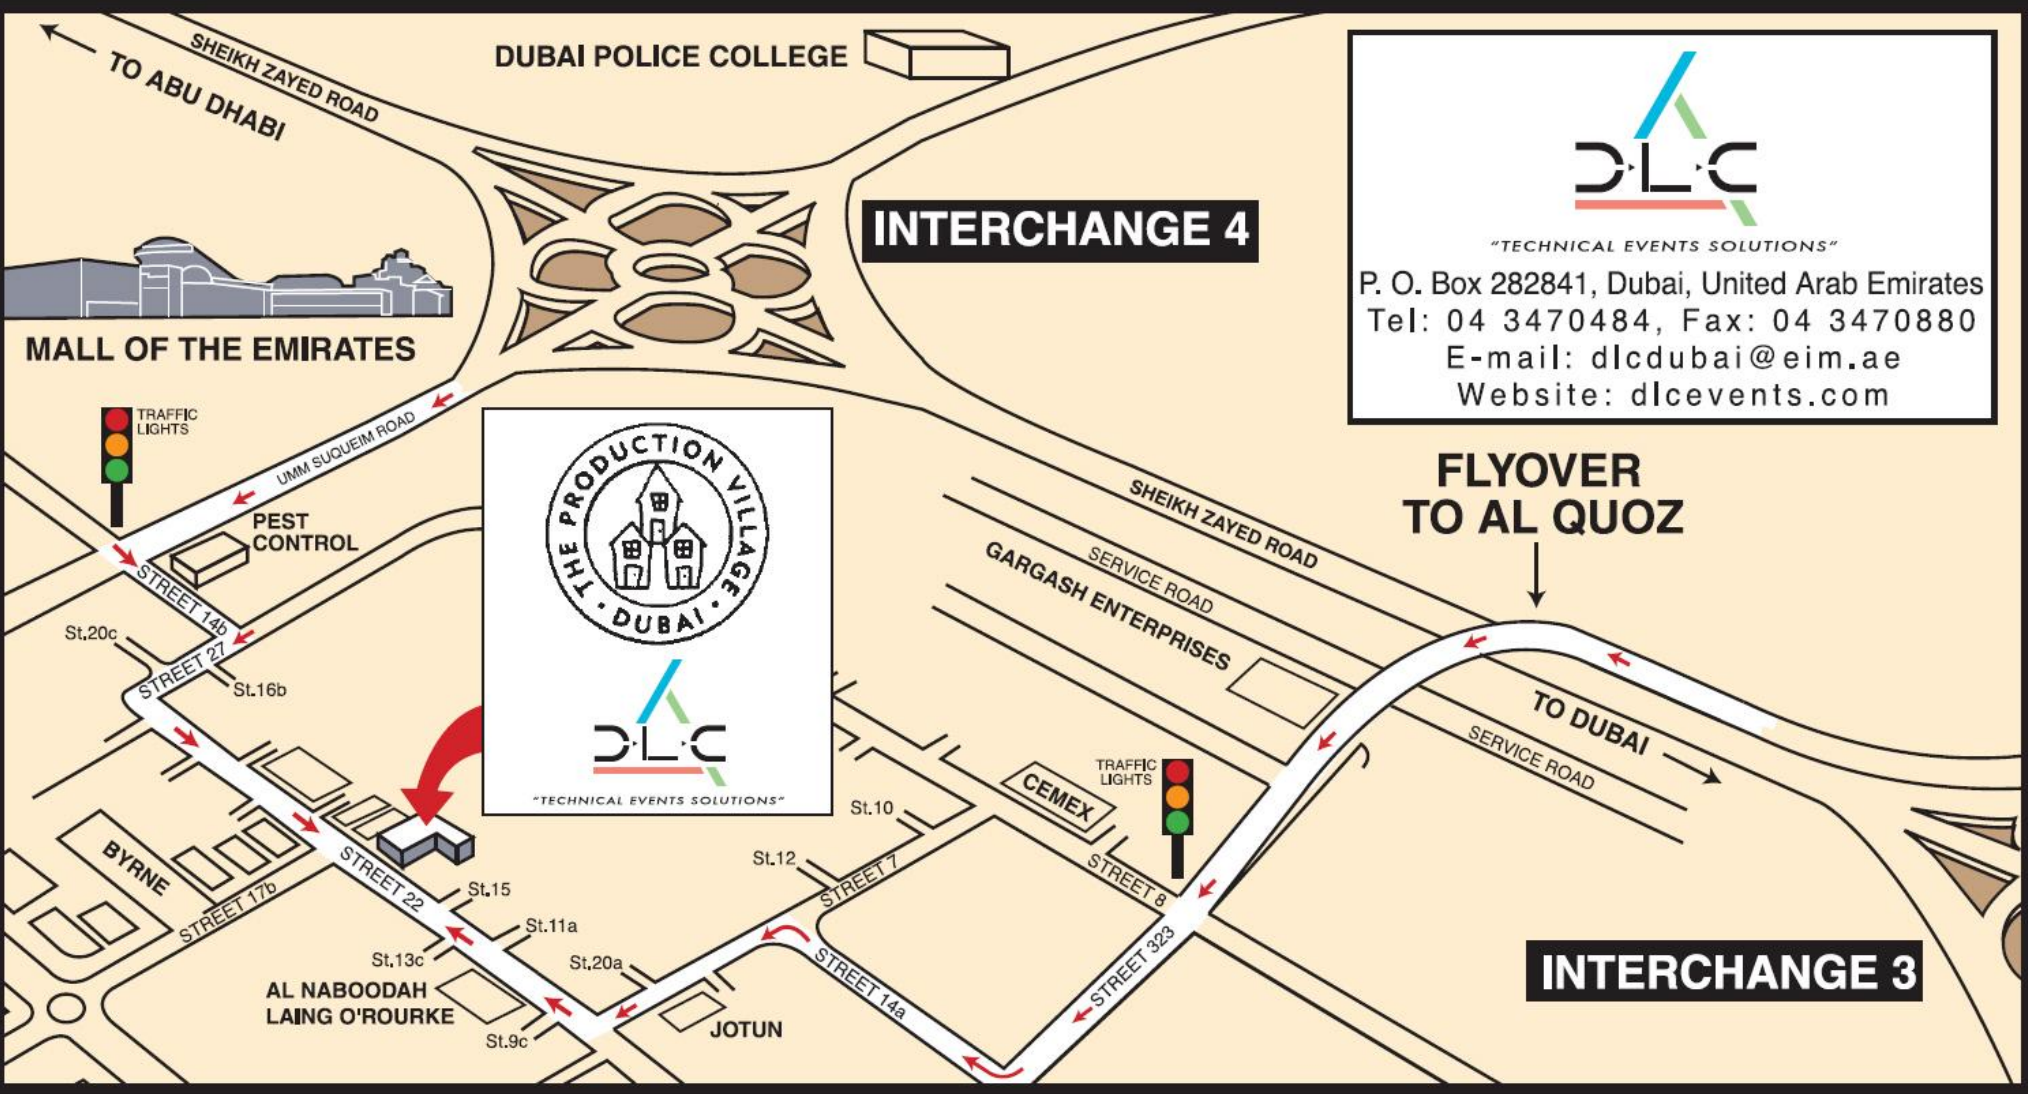 SHEIKH ZAYED ROAD
TO ABU DHABI
DUBAI POLICE COLLEGE
INTERCHANGE 4
D·L·C
"TECHNICAL EVENTS SOLUTIONS"
P. O. Box 282841, Dubai, United Arab Emirates
Tel: 04 3470484, Fax: 04 3470880
E-mail: dlcdubai@eim.ae
Website: dlcevents.com
MALL OF THE EMIRATES
TRAFFIC
LIGHTS
UMM SUQUEIM ROAD
PEST
CONTROL
STREET 14b
St.20c
STREET 27
St.16b
THE PRODUCTION VILLAGE
· DUBAI ·
D·L·C
"TECHNICAL EVENTS SOLUTIONS"
SHEIKH ZAYED ROAD
SERVICE ROAD
GARGASH ENTERPRISES
FLYOVER
TO AL QUOZ
TO DUBAI
SERVICE ROAD
TRAFFIC
LIGHTS
CEMEX
St.10
St.12
STREET 7
STREET 8
BYRNE
STREET 17b
STREET 22
St.15
St.11a
St.13c
St.20a
AL NABOODAH
LAING O'ROURKE
St.9c
JOTUN
STREET 14a
STREET 323
INTERCHANGE 3